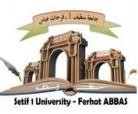 جامعة سطيف 1 - فرحات عباس
Setif 1 University - Ferhat ABBAS